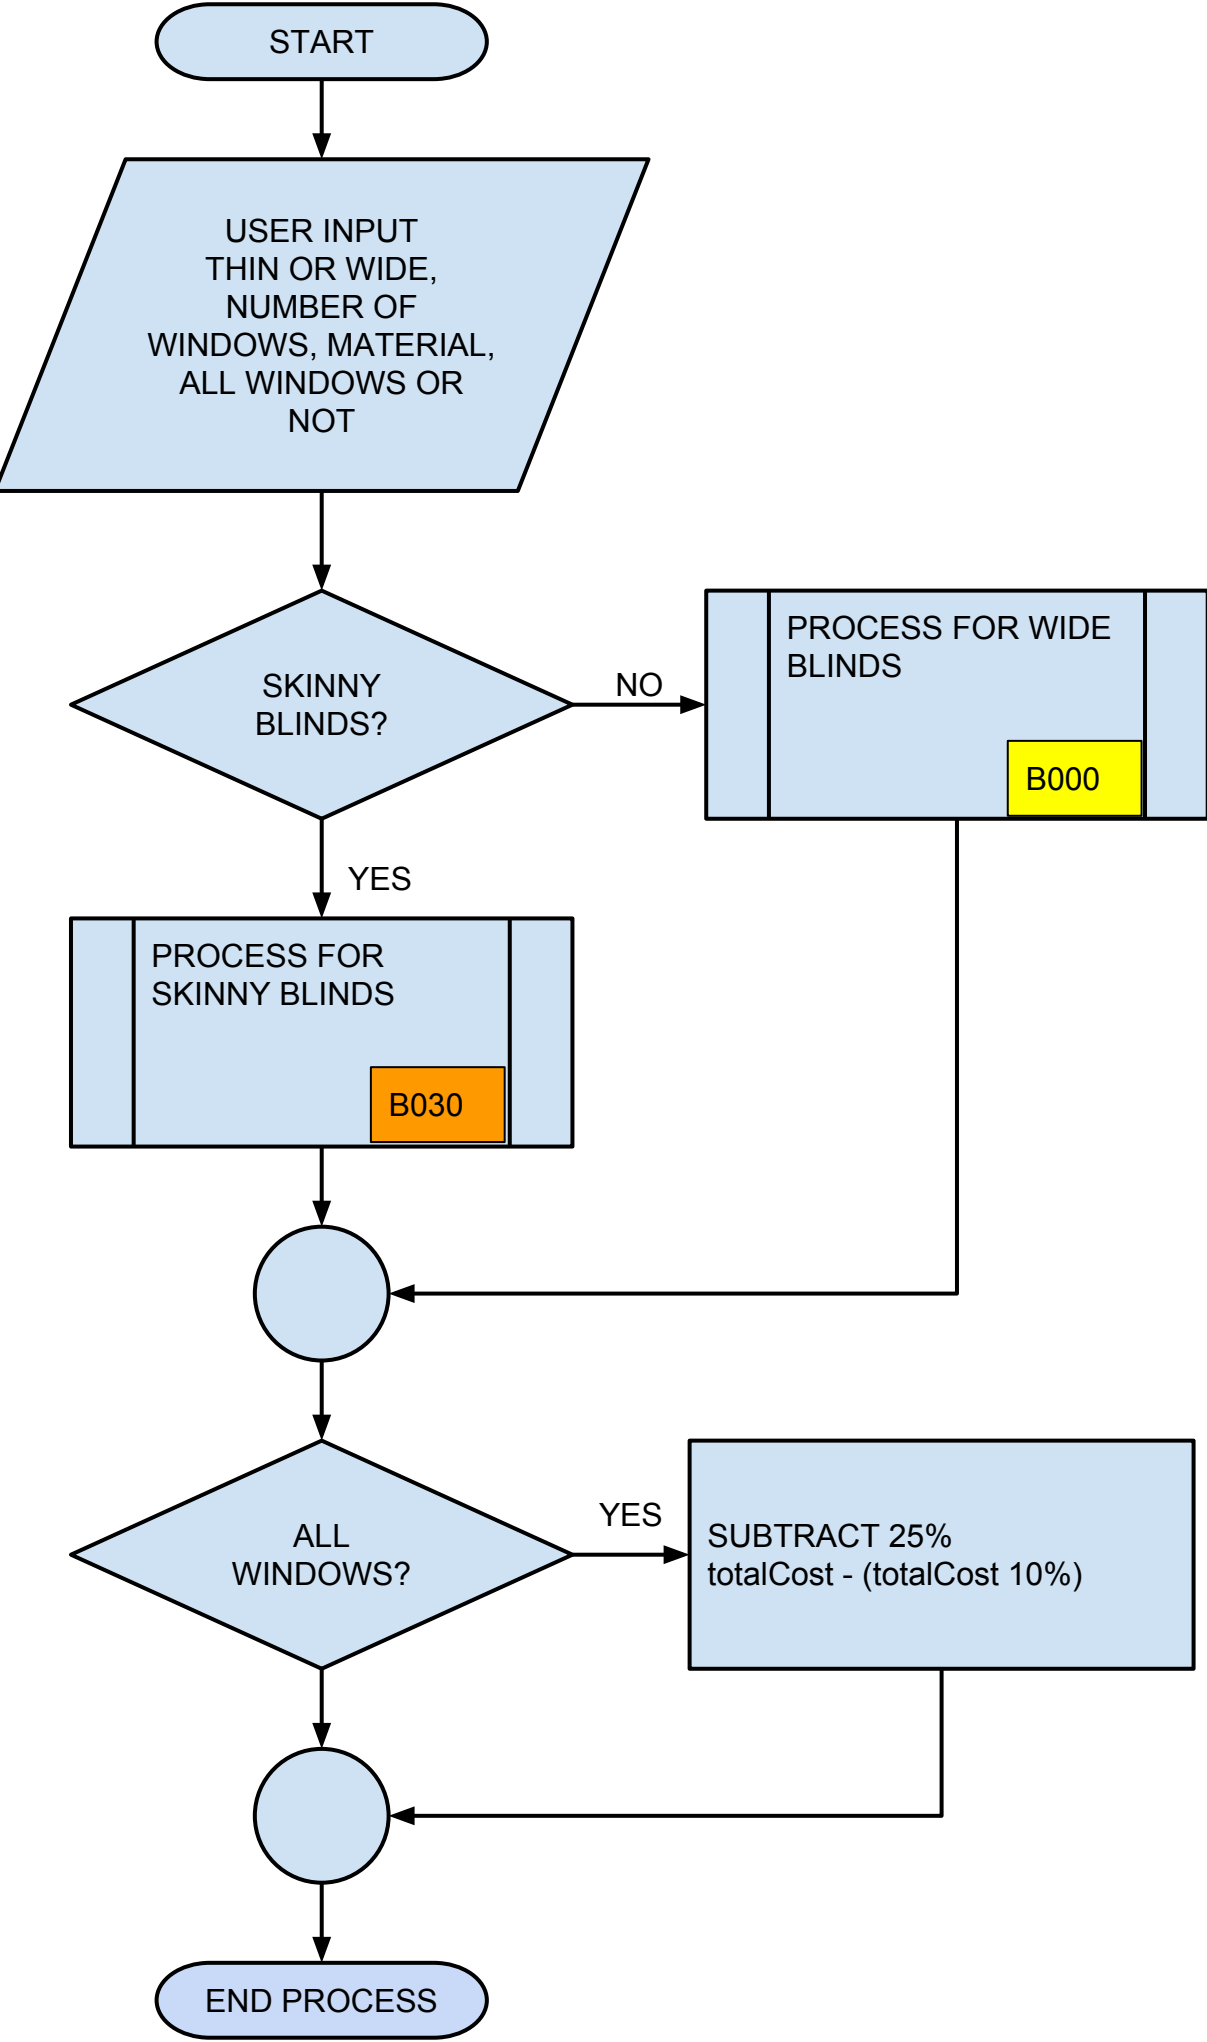 START
USER INPUT
THIN OR WIDE,
NUMBER OF
WINDOWS, MATERIAL,
ALL WINDOWS OR
NOT
SKINNY
BLINDS?
NO
PROCESS FOR WIDE
BLINDS
B000
YES
PROCESS FOR
SKINNY BLINDS
B030
ALL
WINDOWS?
YES
SUBTRACT 25%
totalCost - (totalCost 10%)
END PROCESS